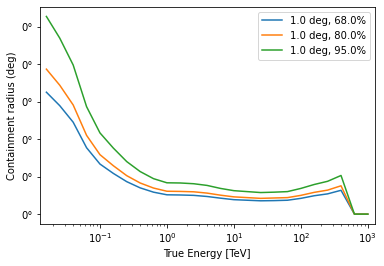 1.0 deg, 68.0%
1.0 deg, 80.0%
1.0 deg, 95.0%
Containment radius (deg)
0°
0°
0°
0°
0°
0°
10⁻¹ 10⁰ 10¹ 10² 10³
True Energy [TeV]